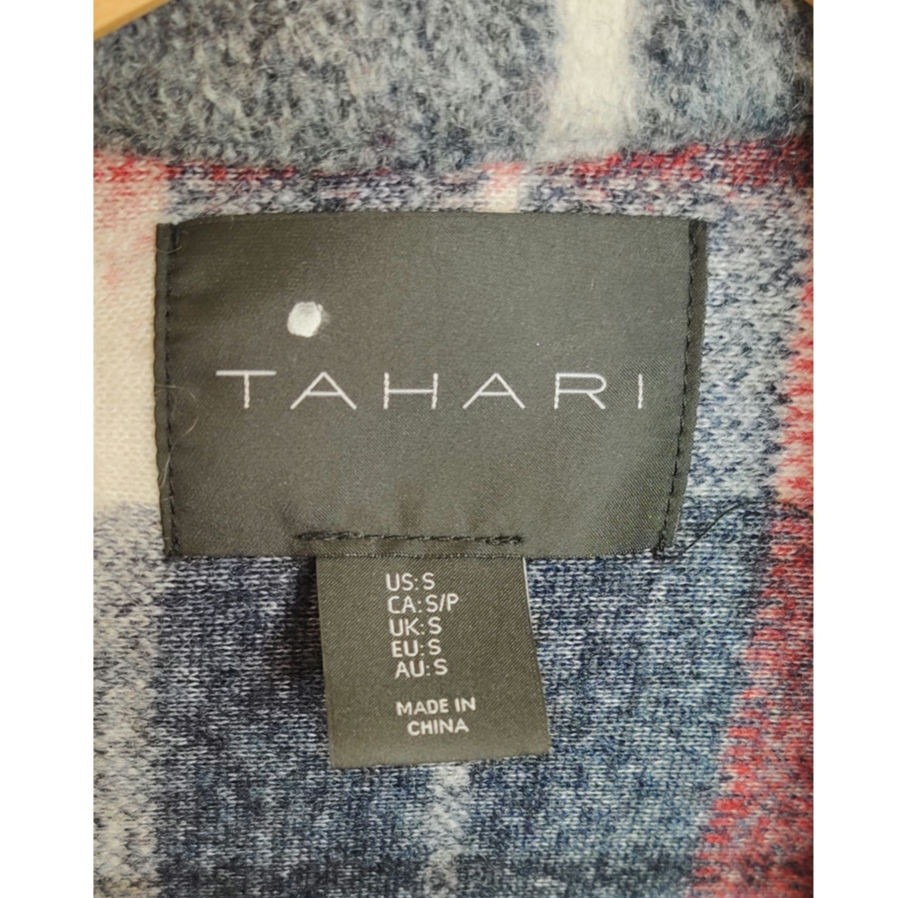 TAHARI
US: S
CA: S/P
UK: S
EU: S
AU: S
MADE IN
CHINA